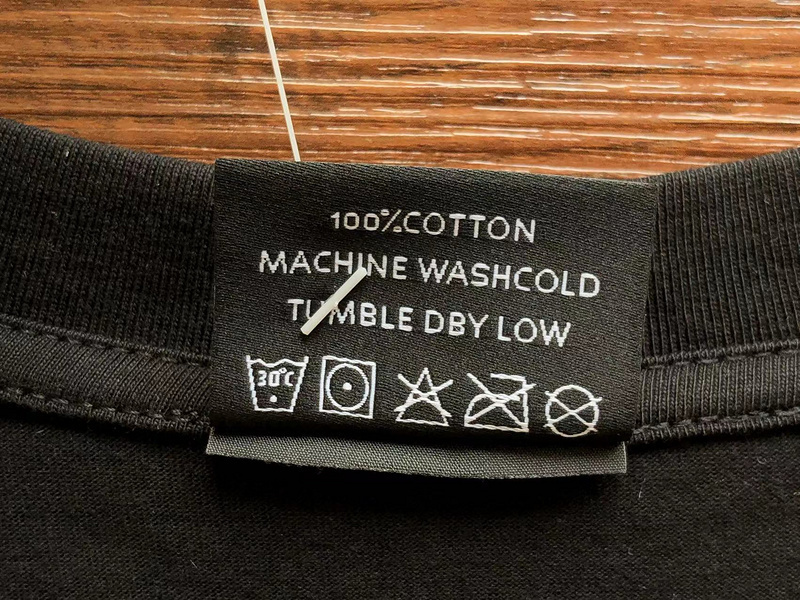 100%COTTON
MACHINE WASHCOLD
TUMBLE DBY LOW
30°C